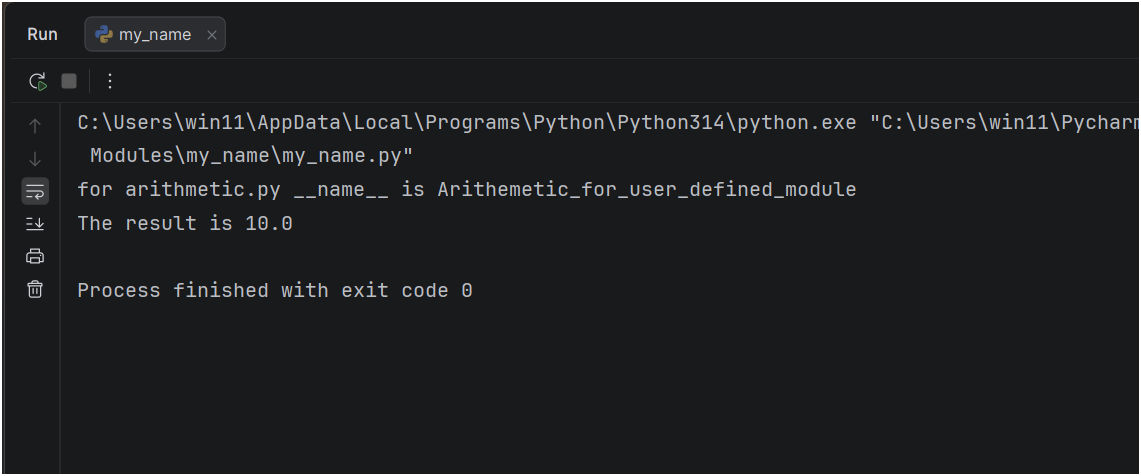 Run my_name
C:\Users\win11\AppData\Local\Programs\Python\Python314\python.exe "C:\Users\win11\Pycharm
Modules\my_name\my_name.py"
for arithmetic.py __name__ is Arithemetic_for_user_defined_module
The result is 10.0
Process finished with exit code 0